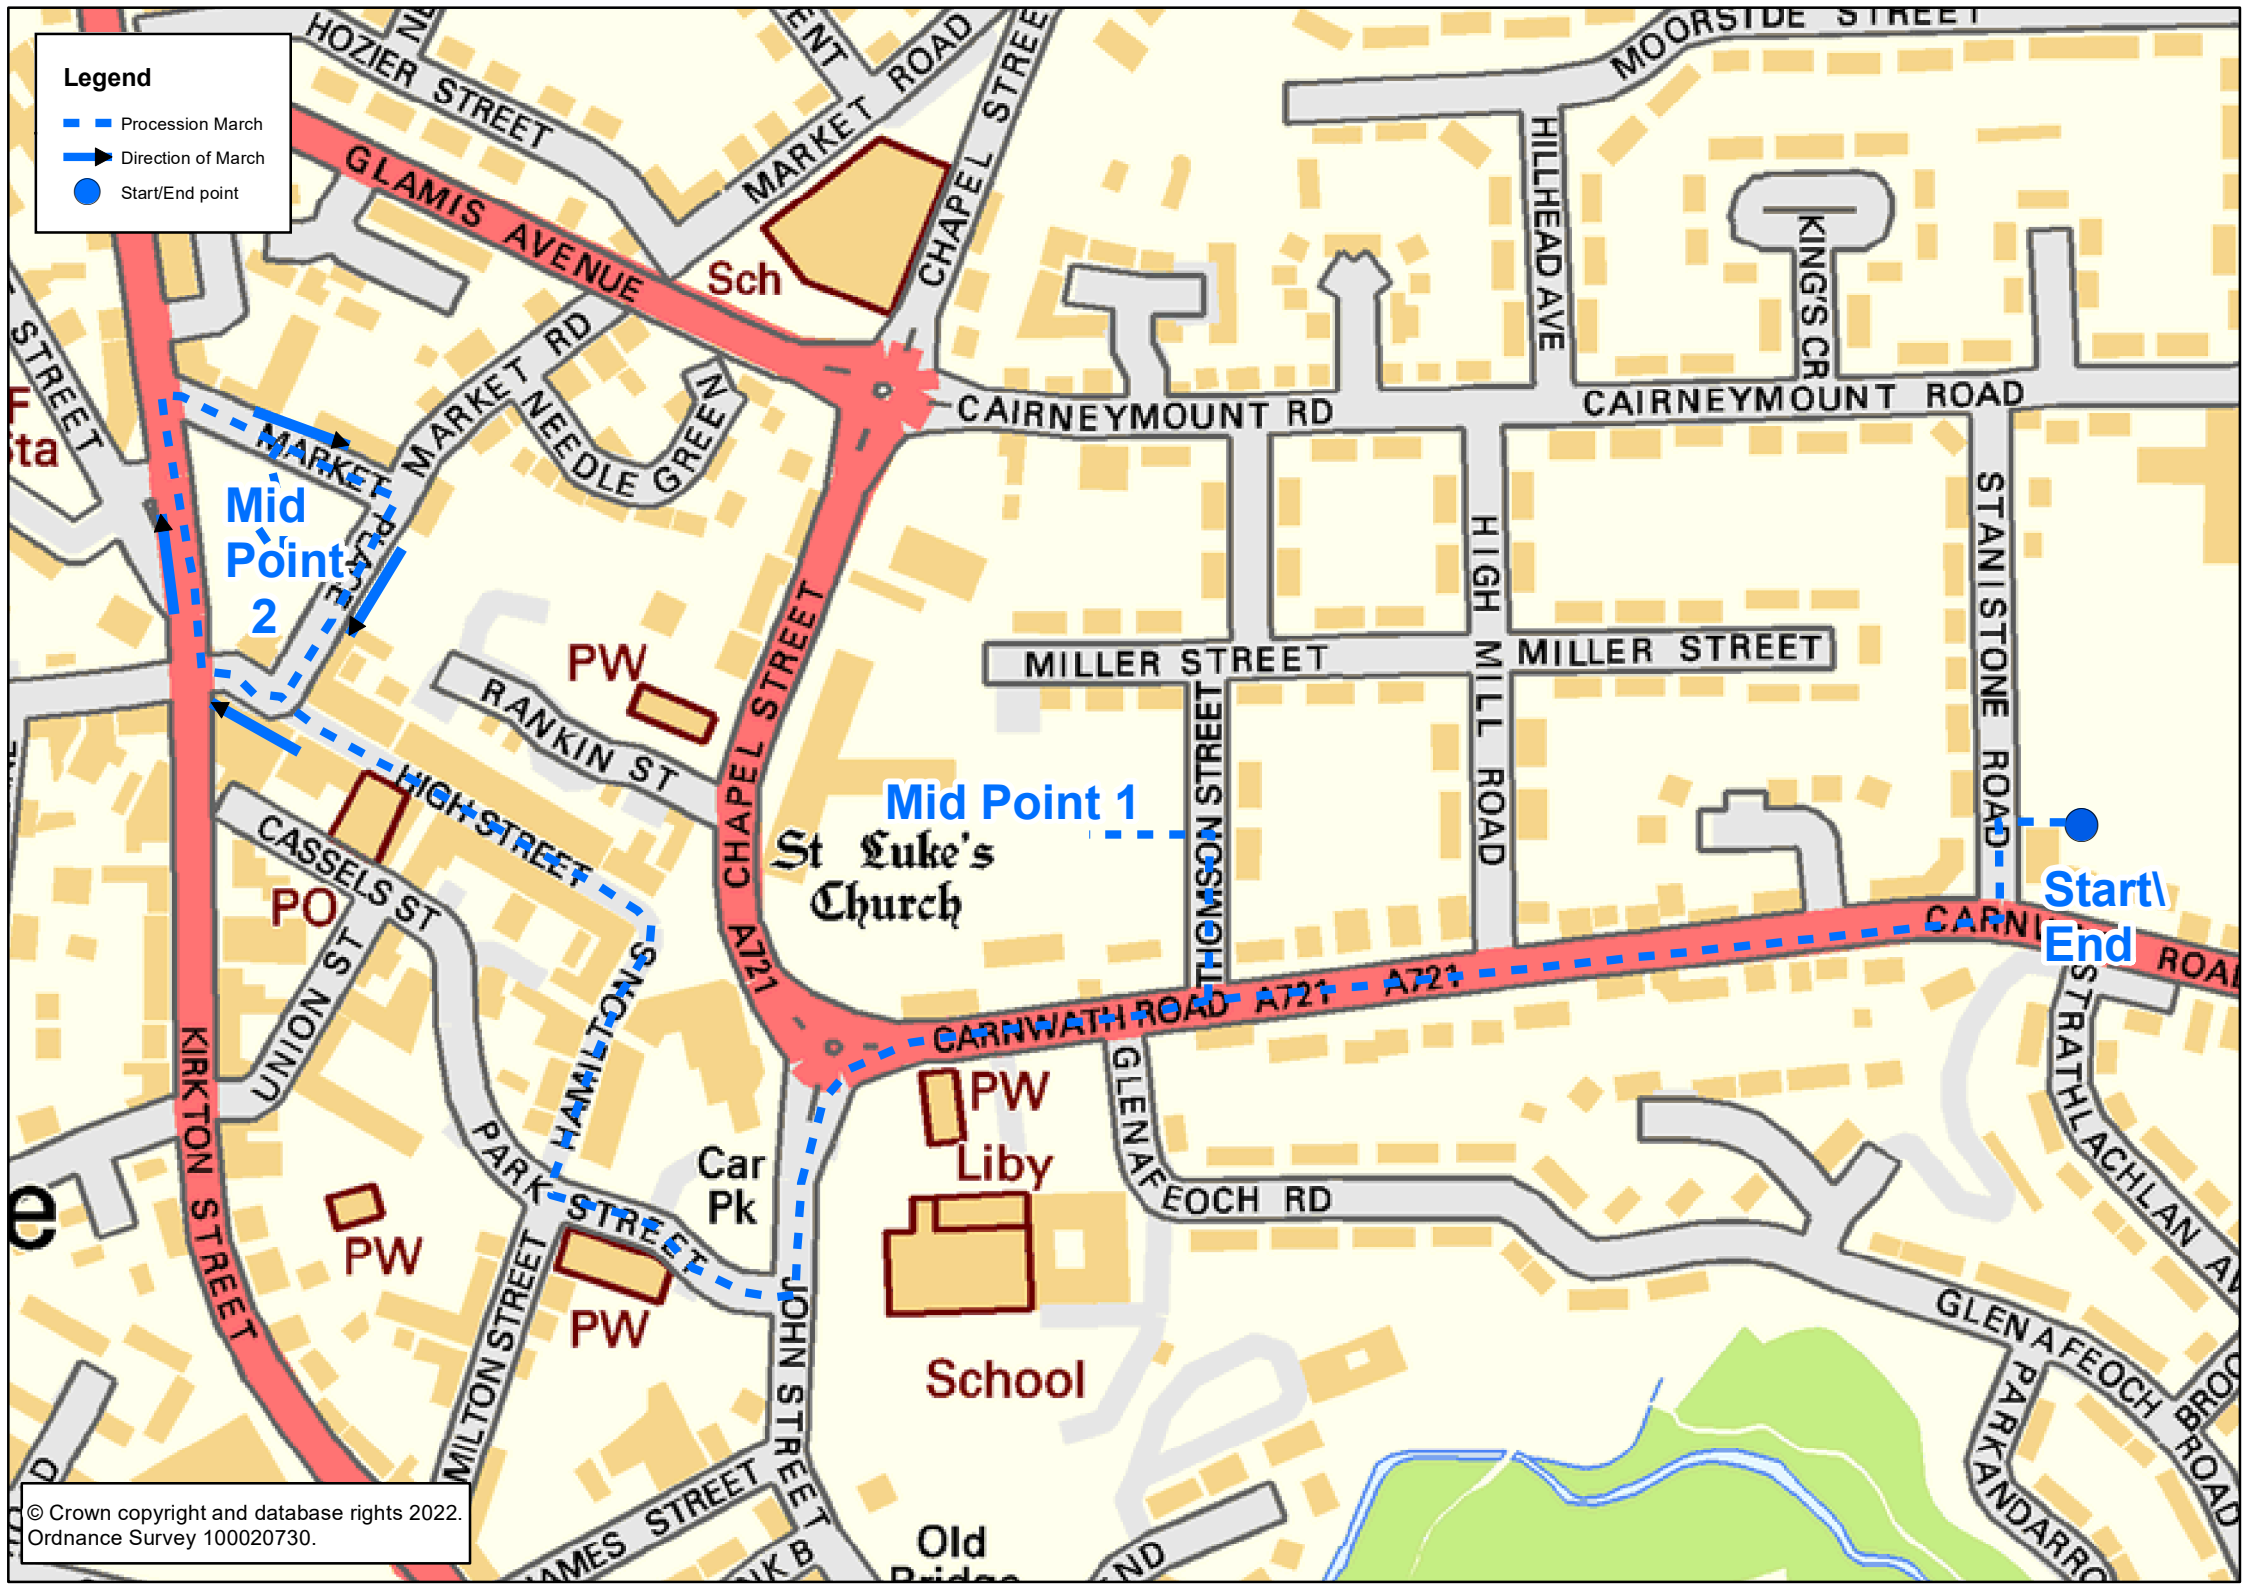 Legend
Procession March
Direction of March
Start/End point
HOZIER STREET
MARKET ROAD
CHAPEL STREE
MOORSIDE STREET
GLAMIS AVENUE
Sch
HILLHEAD AVE
KING'S CR
STREET
MARKET RD
NEEDLE GREEN
CAIRNEYMOUNT RD
CAIRNEYMOUNT ROAD
MARKET
PLACE
Mid
Point
2
STANISTONE ROAD
HIGH MILL ROAD
MILLER STREET
MILLER STREET
PW
RANKIN ST
CHAPEL STREET
THOMSON STREET
Mid Point 1
HIGH STREET
CASSELS ST
PO
St Luke's
Church
Start\
End
UNION ST
HAMILTON S
A721
CARNWATH ROAD
A721
A721
CARNW
ROAD
KIRKTON STREET
PARK STREET
Car
Pk
PW
Liby
GLENAFEOCH RD
STRATHLACHLAN AV
PW
PW
School
MILTON STREET
JOHN STREET
GLENAFEOCH
ROAD
BROO
PARKANDARRO
JAMES STREET
Old
Bridge
© Crown copyright and database rights 2022.
Ordnance Survey 100020730.